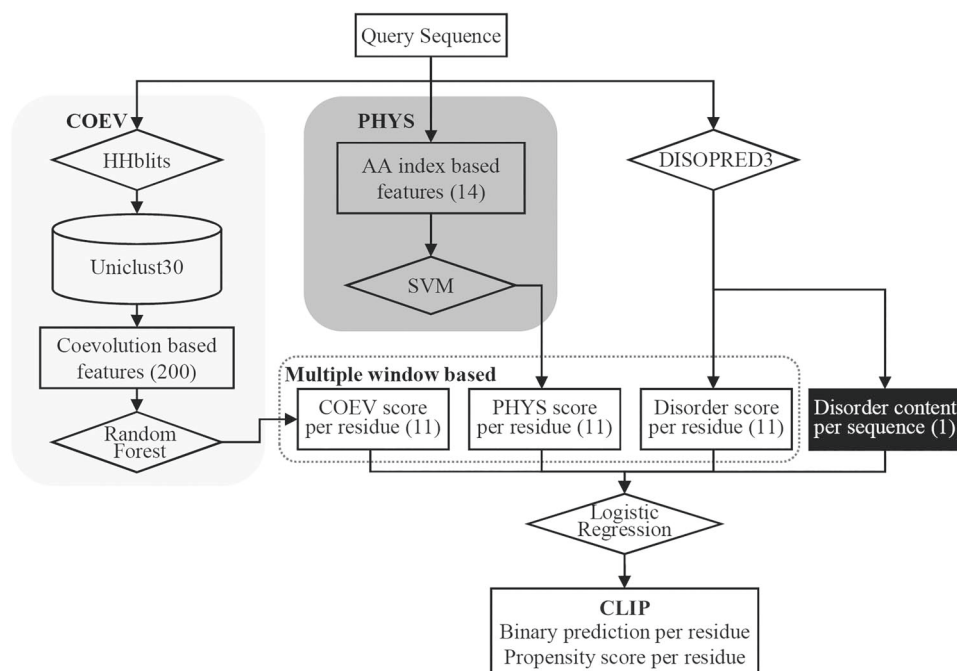 Query Sequence
COEV
HHblits
Uniclust30
Coevolution based
features (200)
Random
Forest
PHYS
AA index based
features (14)
SVM
DISOPRED3
Multiple window based
COEV score
per residue (11)
PHYS score
per residue (11)
Disorder score
per residue (11)
Disorder content
per sequence (1)
Logistic
Regression
CLIP
Binary prediction per residue
Propensity score per residue